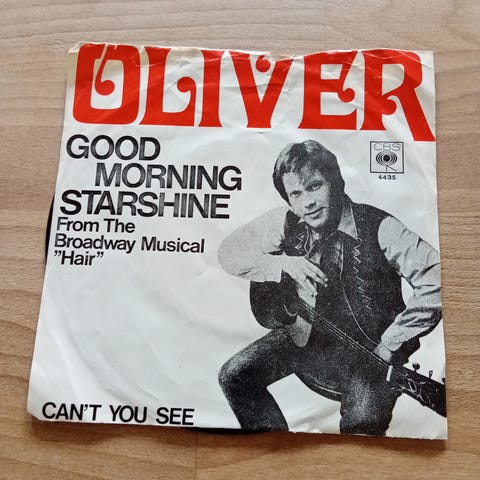 OLIVER
GOOD
MORNING
STARSHINE
From The
Broadway Musical
"Hair"
CBS
4435
CAN'T YOU SEE